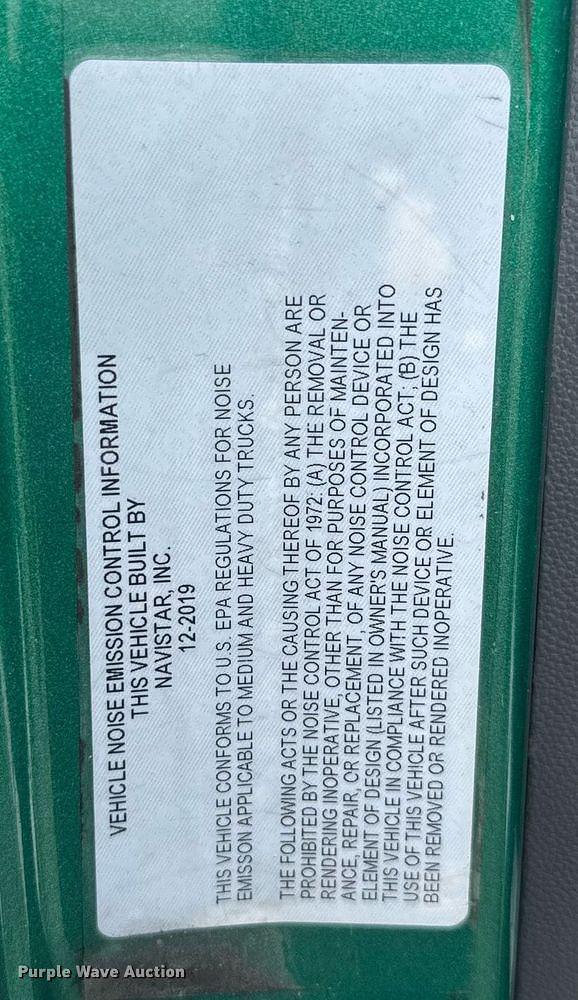 VEHICLE NOISE EMISSION CONTROL INFORMATION
THIS VEHICLE BUILT BY
NAVISTAR, INC.
12-2019
THIS VEHICLE CONFORMS TO U.S. EPA REGULATIONS FOR NOISE
EMISSON APPLICABLE TO MEDIUM AND HEAVY DUTY TRUCKS.
THE FOLLOWING ACTS OR THE CAUSING THEREOF BY ANY PERSON ARE
PROHIBITED BY THE NOISE CONTROL ACT OF 1972: (A) THE REMOVAL OR
RENDERING INOPERATIVE, OTHER THAN FOR PURPOSES OF MAINTEN-
ANCE, REPAIR, OR REPLACEMENT, OF ANY NOISE CONTROL DEVICE OR
ELEMENT OF DESIGN (LISTED IN OWNER'S MANUAL) INCORPORATED INTO
THIS VEHICLE IN COMPLIANCE WITH THE NOISE CONTROL ACT; (B) THE
USE OF THIS VEHICLE AFTER SUCH DEVICE OR ELEMENT OF DESIGN HAS
BEEN REMOVED OR RENDERED INOPERATIVE.
Purple Wave Auction